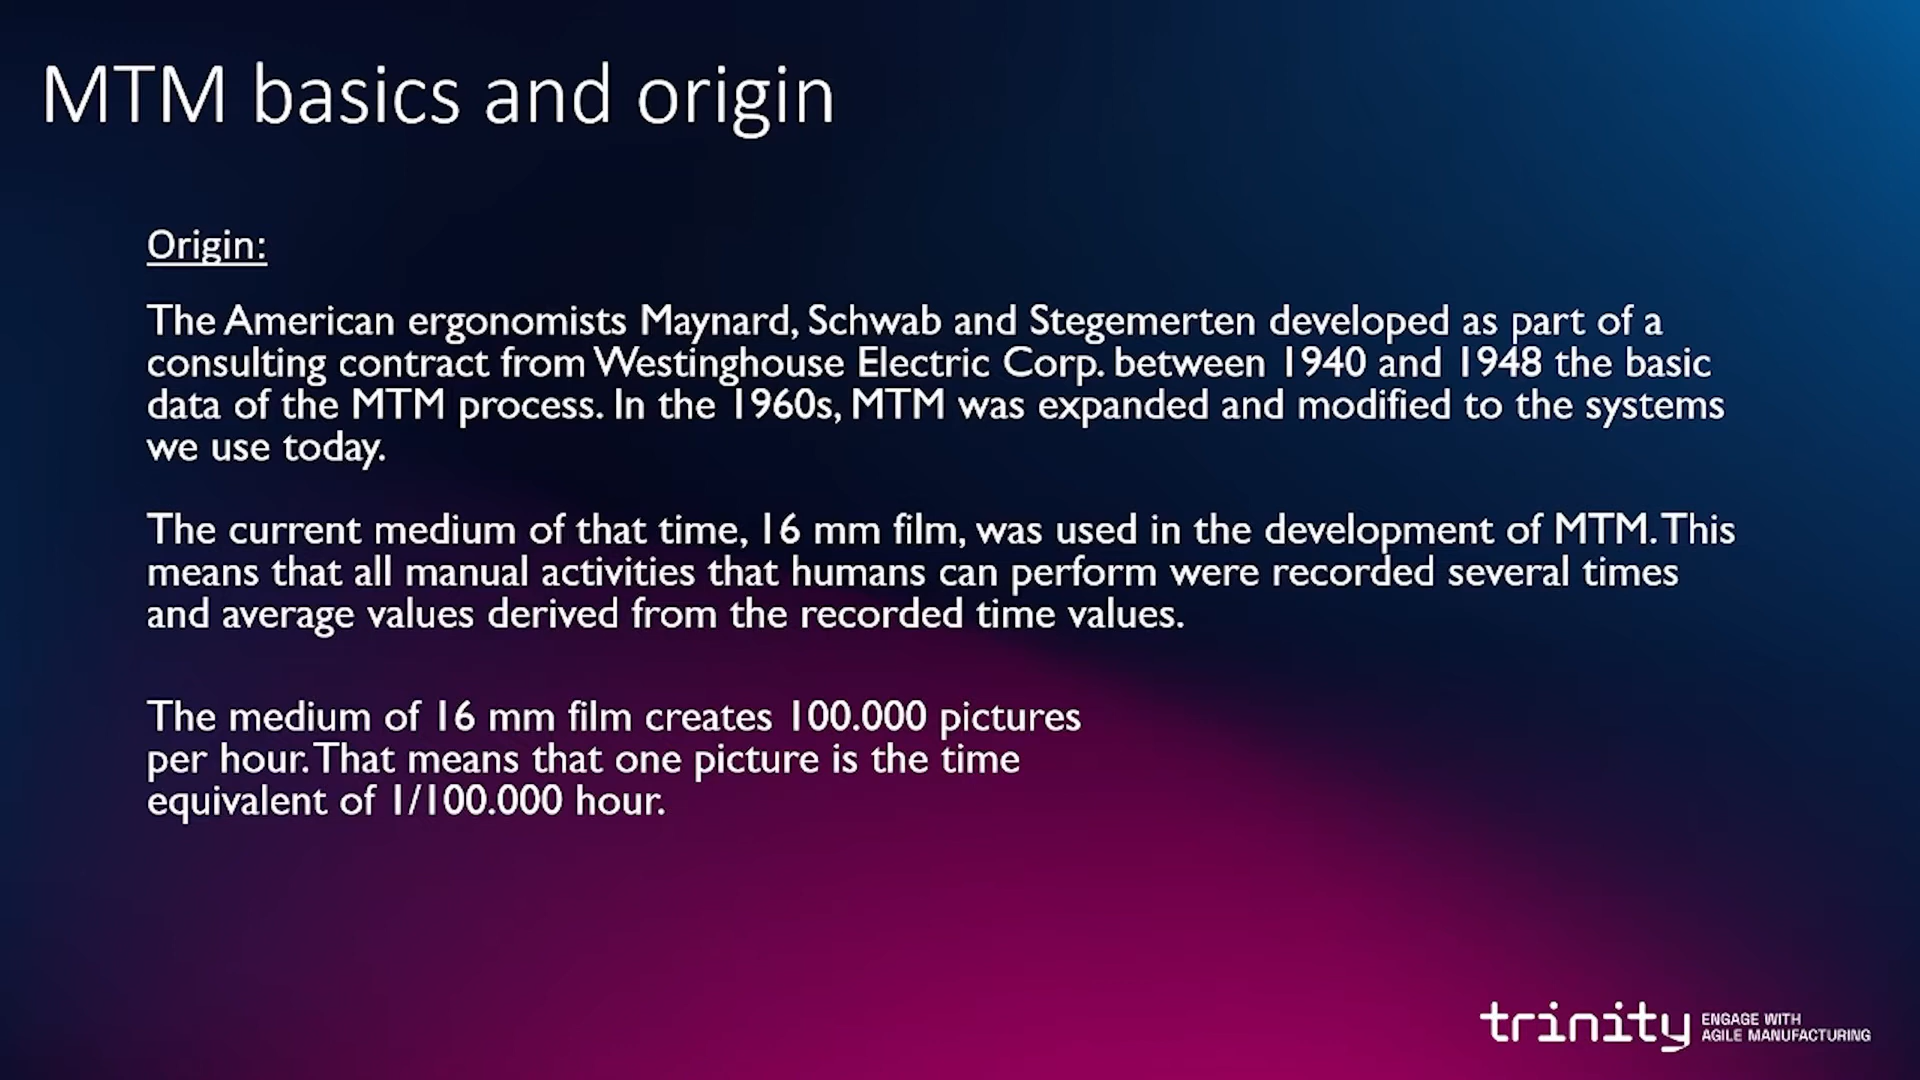 MTM basics and origin
Origin:
The American ergonomists Maynard, Schwab and Stegemerten developed as part of a
consulting contract from Westinghouse Electric Corp. between 1940 and 1948 the basic
data of the MTM process. In the 1960s, MTM was expanded and modified to the systems
we use today.
The current medium of that time, 16 mm film, was used in the development of MTM. This
means that all manual activities that humans can perform were recorded several times
and average values derived from the recorded time values.
The medium of 16 mm film creates 100.000 pictures
per hour. That means that one picture is the time
equivalent of 1/100.000 hour.
trinity
ENGAGE WITH
AGILE MANUFACTURING